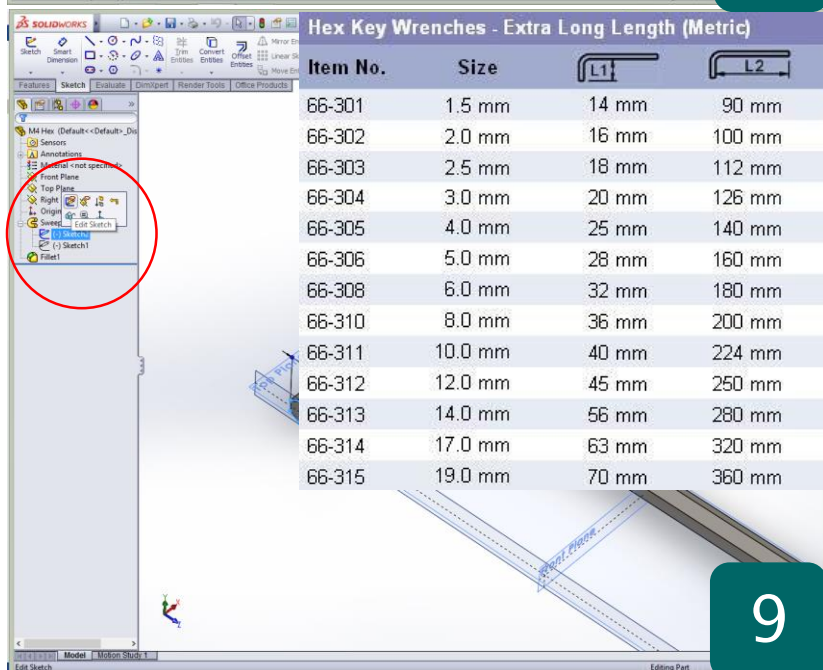 SOLIDWORKS
Hex Key Wrenches - Extra Long Length (Metric)
Sketch Smart Dimension Trim Entities Convert Entities Offset Entities
Features Sketch Evaluate DimXpert Render Tools Office Products
Item No. Size L1 L2
66-301 1.5 mm 14 mm 90 mm
66-302 2.0 mm 16 mm 100 mm
66-303 2.5 mm 18 mm 112 mm
66-304 3.0 mm 20 mm 126 mm
66-305 4.0 mm 25 mm 140 mm
66-306 5.0 mm 28 mm 160 mm
66-308 6.0 mm 32 mm 180 mm
66-310 8.0 mm 36 mm 200 mm
66-311 10.0 mm 40 mm 224 mm
66-312 12.0 mm 45 mm 250 mm
66-313 14.0 mm 56 mm 280 mm
66-314 17.0 mm 63 mm 320 mm
66-315 19.0 mm 70 mm 360 mm
M4 Hex (Default<<Default>_Dis
Sensors
Annotations
Material <not specified>
Front Plane
Top Plane
Right
Origin
Sweep
Edit Sketch
(-) Sketch1
Fillet1
Front Plane
9
Model Motion Study 1
Edit Sketch Editing Part